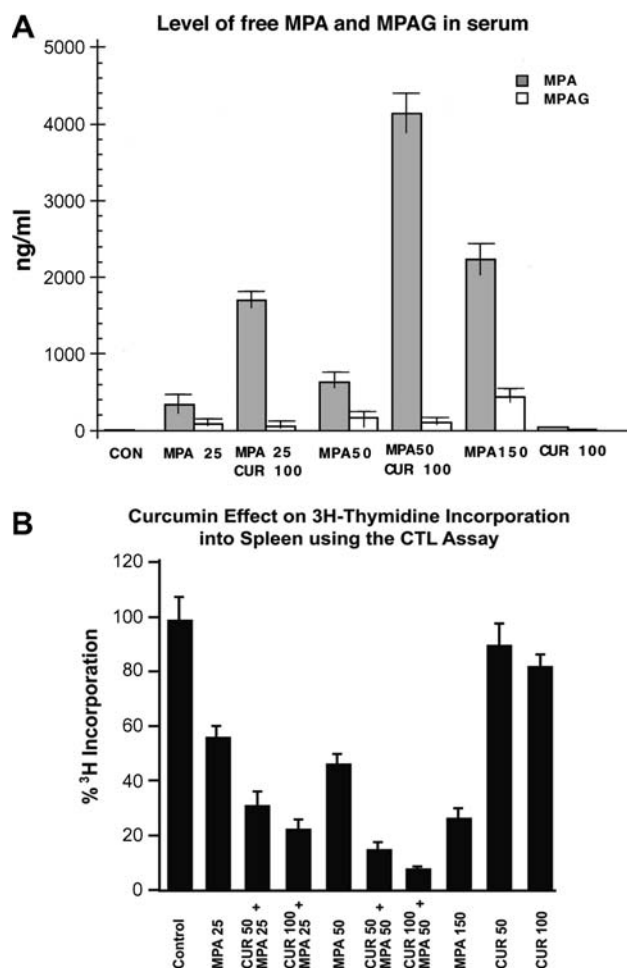 A
Level of free MPA and MPAG in serum
5000
4000
3000
2000
1000
0
ng/ml
MPA
MPAG
CON
MPA 25
MPA 25
CUR 100
MPA50
MPA50
CUR 100
MPA150
CUR 100
B
Curcumin Effect on 3H-Thymidine Incorporation
into Spleen using the CTL Assay
120
100
80
60
40
20
0
% ³H Incorporation
Control
MPA 25
CUR 50 +
MPA 25
CUR 100 +
MPA 25
MPA 50
CUR 50 +
MPA 50
CUR 100 +
MPA 50
MPA 150
CUR 50
CUR 100